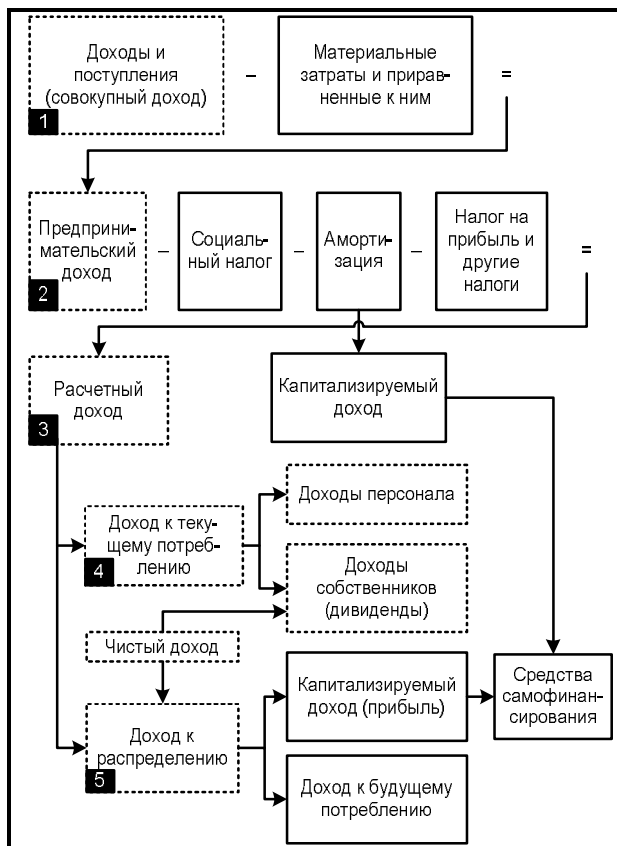 Доходы и
поступления
(совокупный доход)
1
–
Материальные
затраты и прирав-
ненные к ним
=
Предприни-
мательский
доход
2
–
Социаль-
ный налог
–
Аморти-
зация
–
Налог на
прибыль и
другие
налоги
=
Расчетный
доход
3
Капитализируемый
доход
Доход к теку-
щему потреб-
лению
4
Доходы персонала
Доходы
собственников
(дивиденды)
Чистый доход
Капитализируемый
доход (прибыль)
Средства
самофинан-
сирования
Доход к
распределению
5
Доход к будущему
потреблению